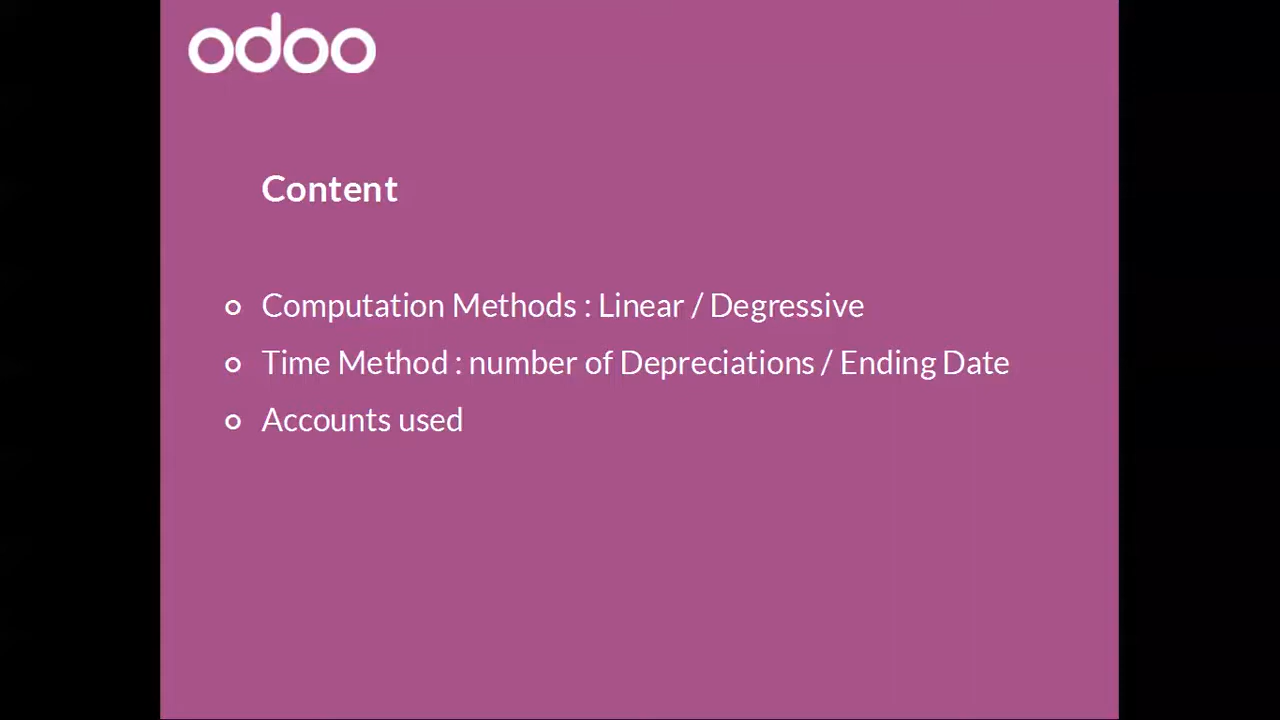 odoo
Content
Computation Methods : Linear / Degressive
Time Method : number of Depreciations / Ending Date
Accounts used